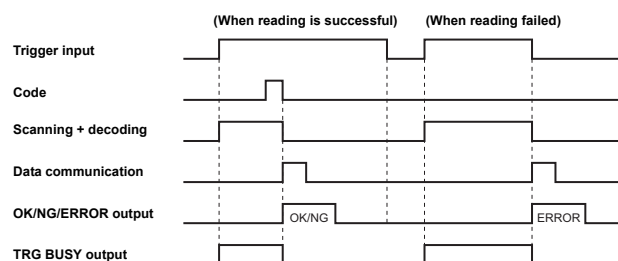 (When reading is successful) (When reading failed)
Trigger input
Code
Scanning + decoding
Data communication
OK/NG/ERROR output OK/NG ERROR
TRG BUSY output